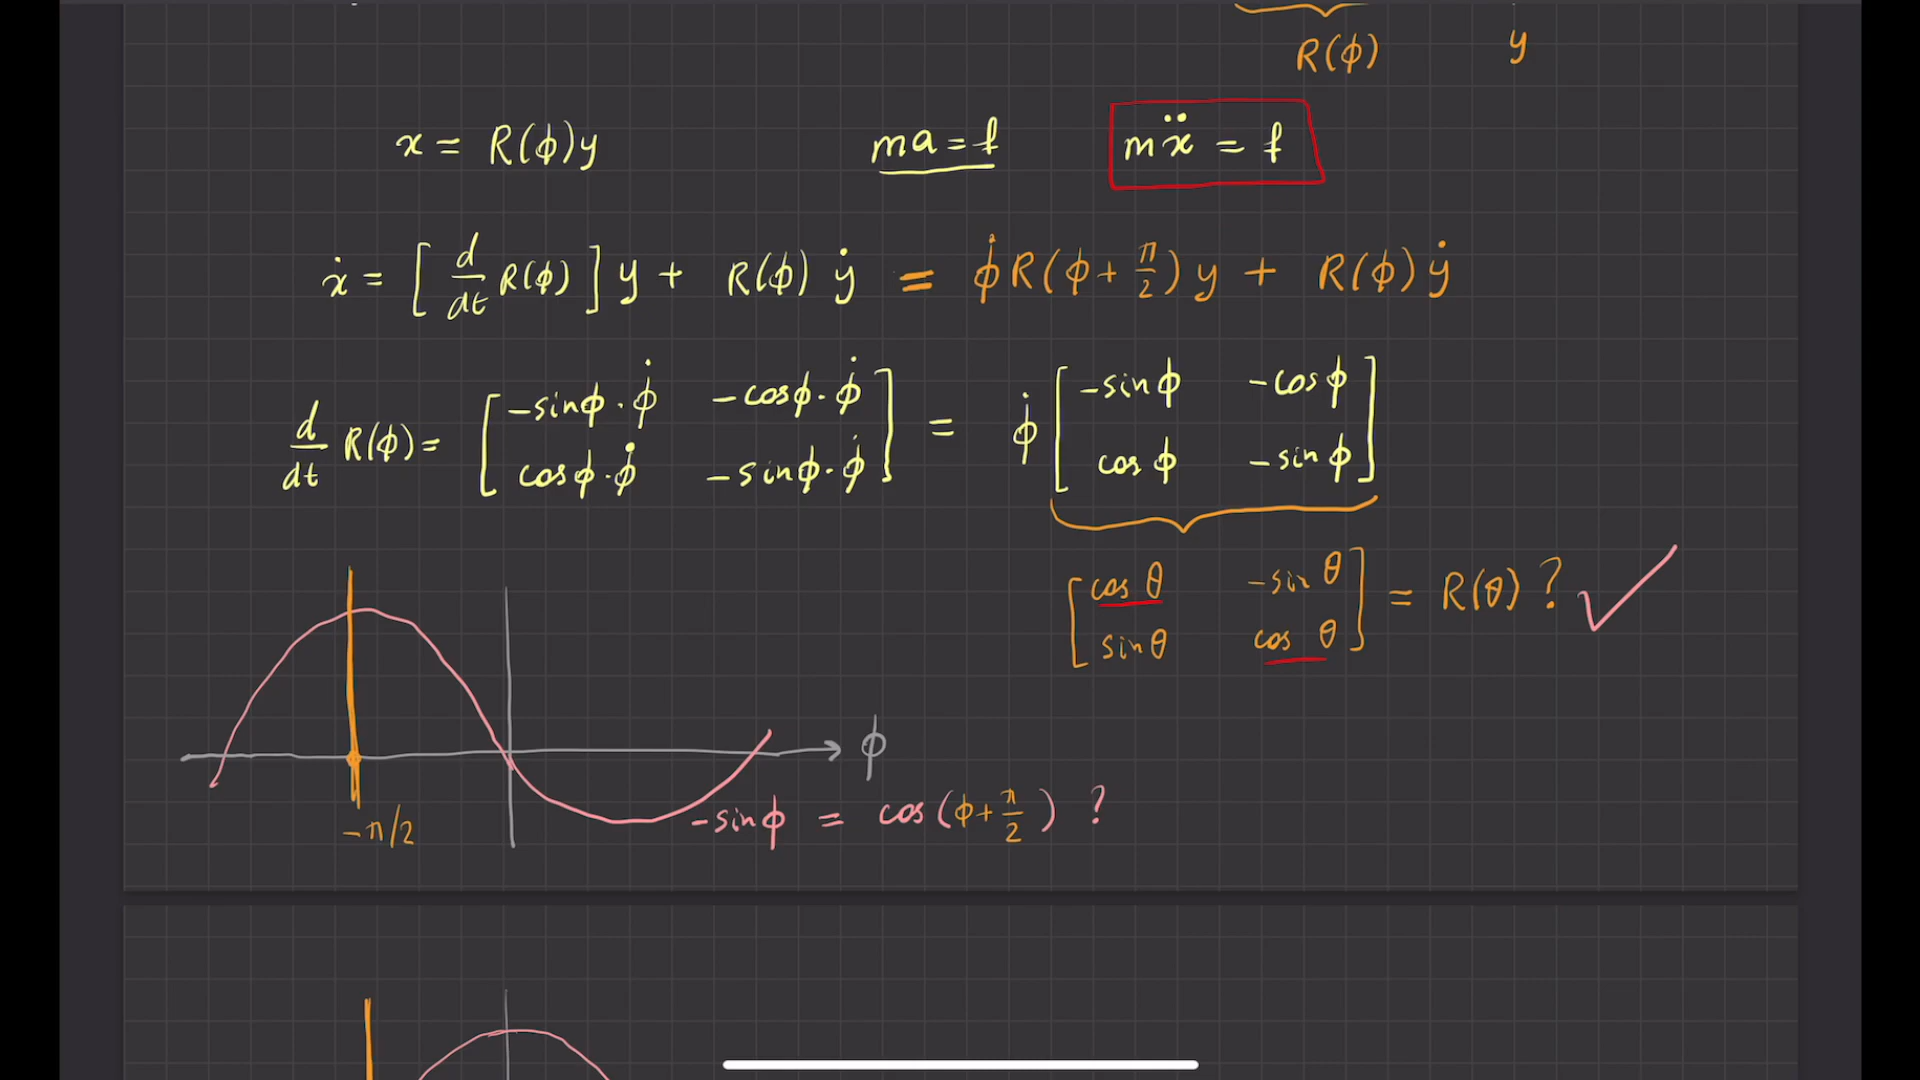 R(ϕ) y
x = R(ϕ)y ma = f mẍ = f
ẋ = [ d/dt R(ϕ) ] y + R(ϕ) ẏ = ϕ̇ R(ϕ + π/2) y + R(ϕ) ẏ
d/dt R(ϕ) = [ -sinϕ · ϕ̇ -cosϕ · ϕ̇
cosϕ · ϕ̇ -sinϕ · ϕ̇ ] = ϕ̇ [ -sinϕ -cosϕ
cosϕ -sinϕ ]
[ cos θ -sin θ
sin θ cos θ ] = R(θ) ?
ϕ
-π/2
-sinϕ = cos(ϕ + π/2) ?